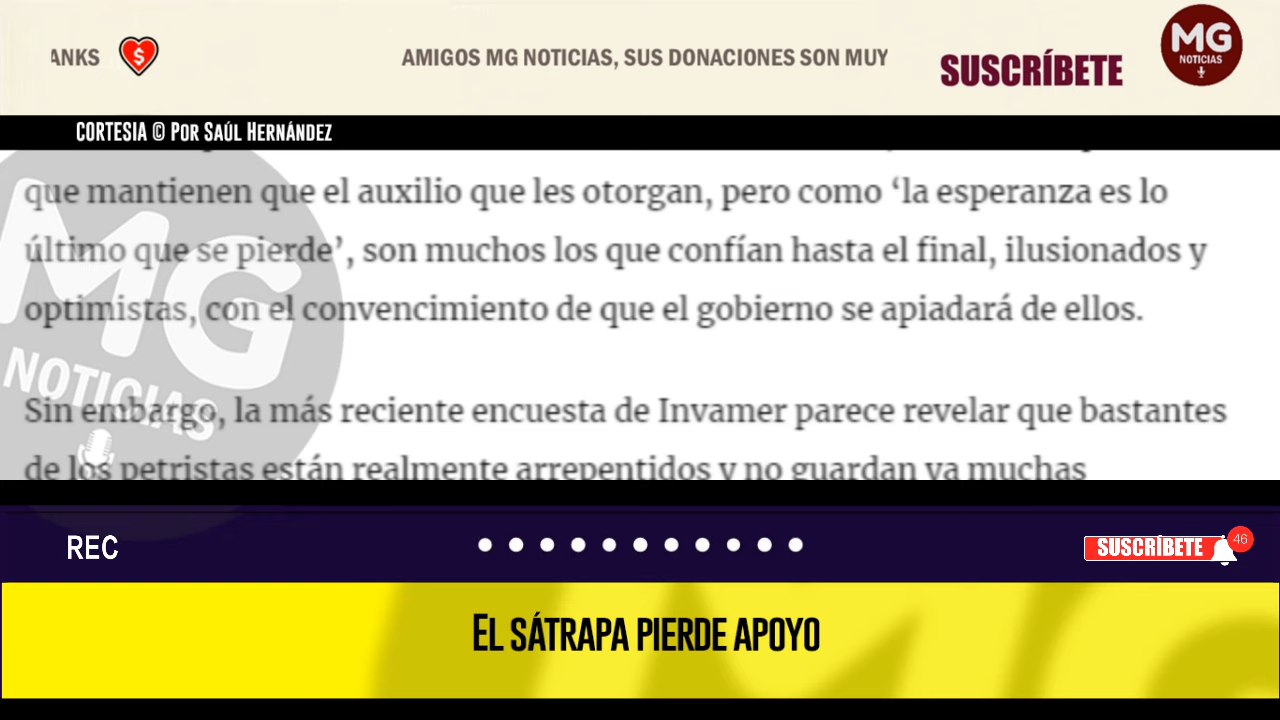 ANKS
AMIGOS MG NOTICIAS, SUS DONACIONES SON MUY
SUSCRÍBETE
MG
NOTICIAS
CORTESIA © POR SAÚL HERNÁNDEZ
que mantienen que el auxilio que les otorgan, pero como ‘la esperanza es lo
último que se pierde’, son muchos los que confían hasta el final, ilusionados y
optimistas, con el convencimiento de que el gobierno se apiadará de ellos.
Sin embargo, la más reciente encuesta de Invamer parece revelar que bastantes
de los petristas están realmente arrepentidos y no guardan ya muchas
MG
NOTICIAS
REC
SUSCRÍBETE
46
EL SÁTRAPA PIERDE APOYO